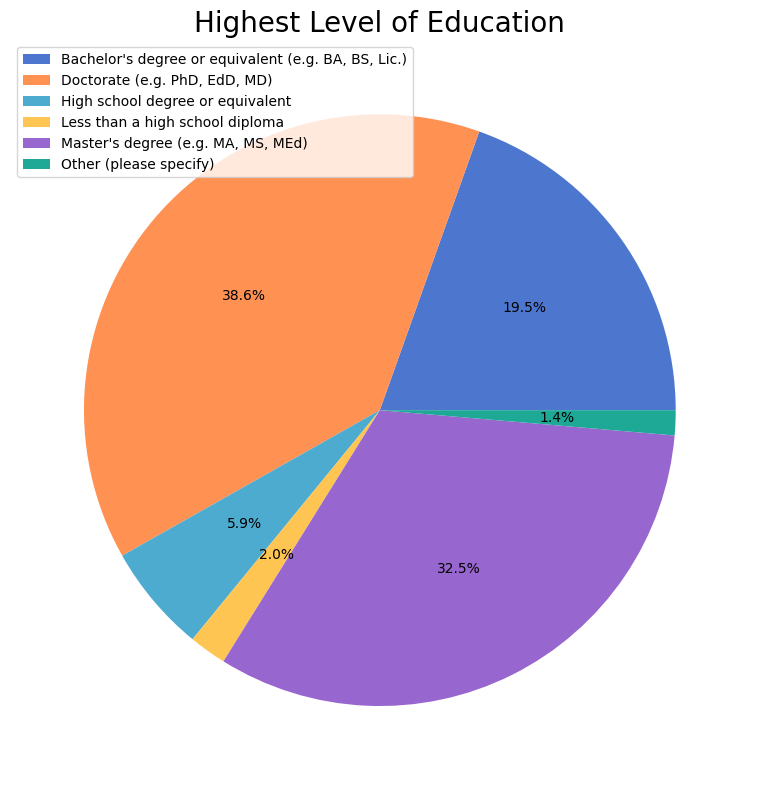 Highest Level of Education
Bachelor's degree or equivalent (e.g. BA, BS, Lic.)
Doctorate (e.g. PhD, EdD, MD)
High school degree or equivalent
Less than a high school diploma
Master's degree (e.g. MA, MS, MEd)
Other (please specify)
38.6%
19.5%
1.4%
5.9%
2.0%
32.5%